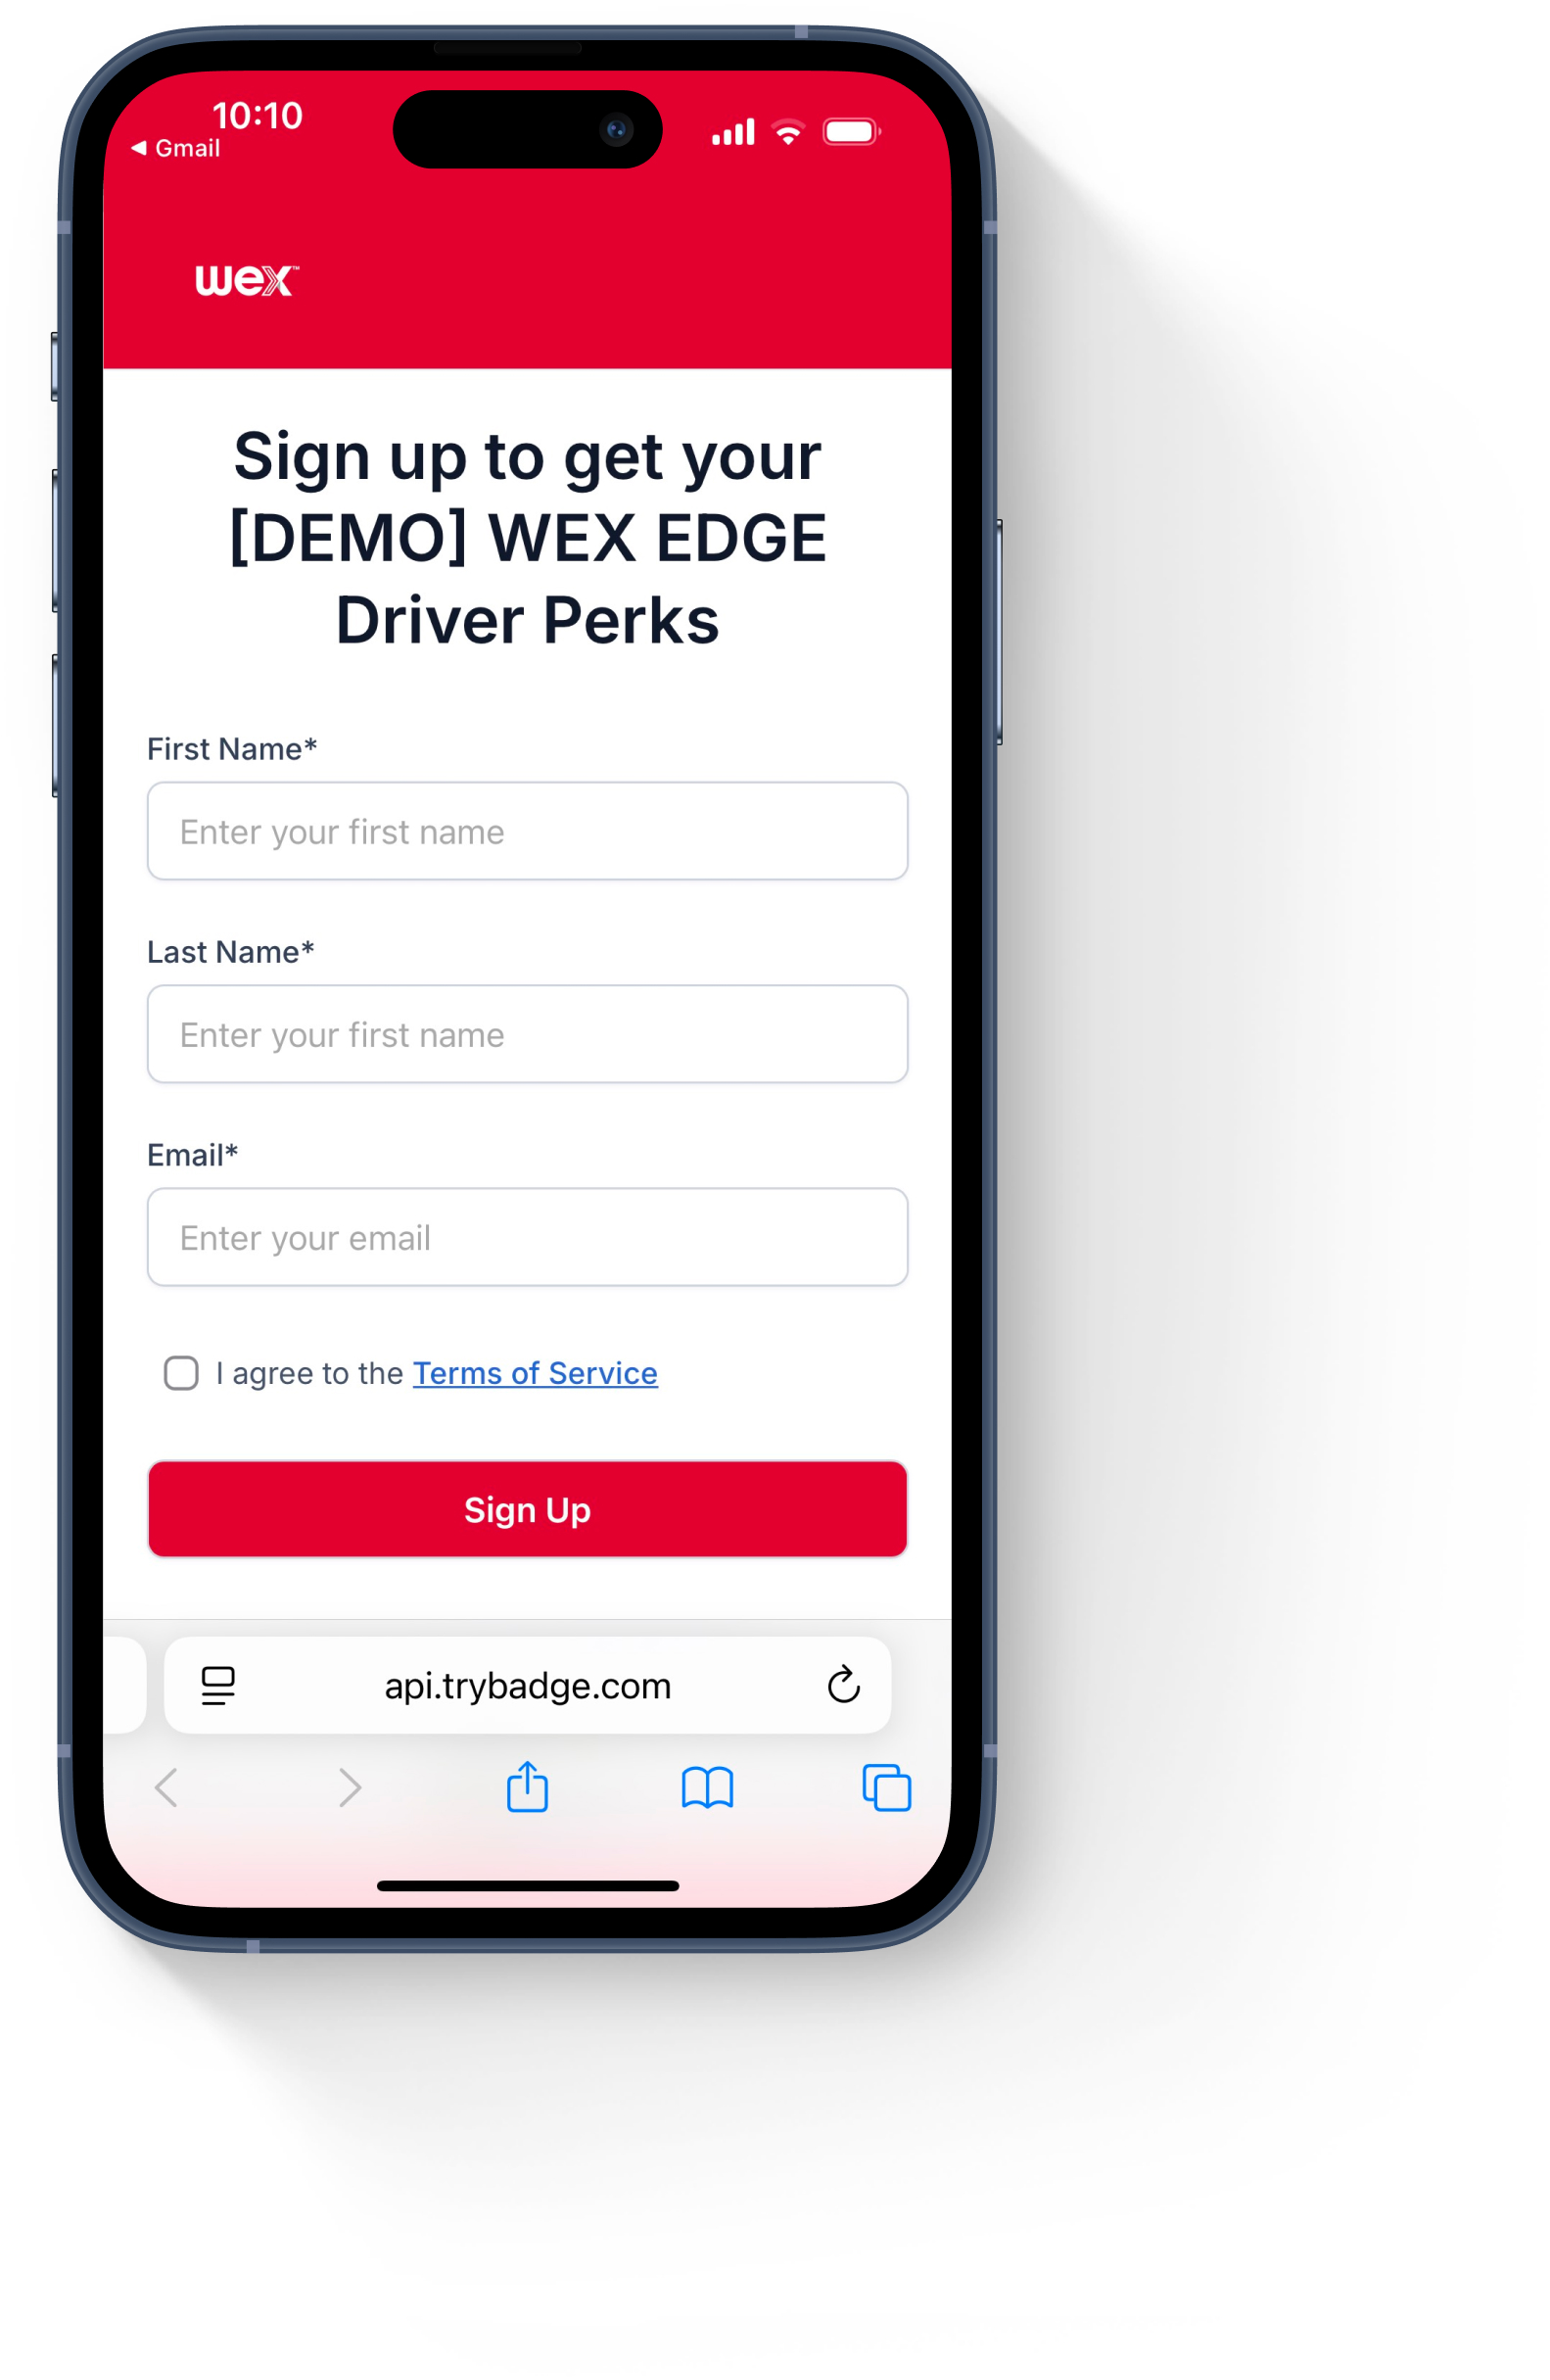 10:10
◀ Gmail
wex™
Sign up to get your
[DEMO] WEX EDGE
Driver Perks
First Name*
Enter your first name
Last Name*
Enter your first name
Email*
Enter your email
I agree to the Terms of Service
Sign Up
api.trybadge.com